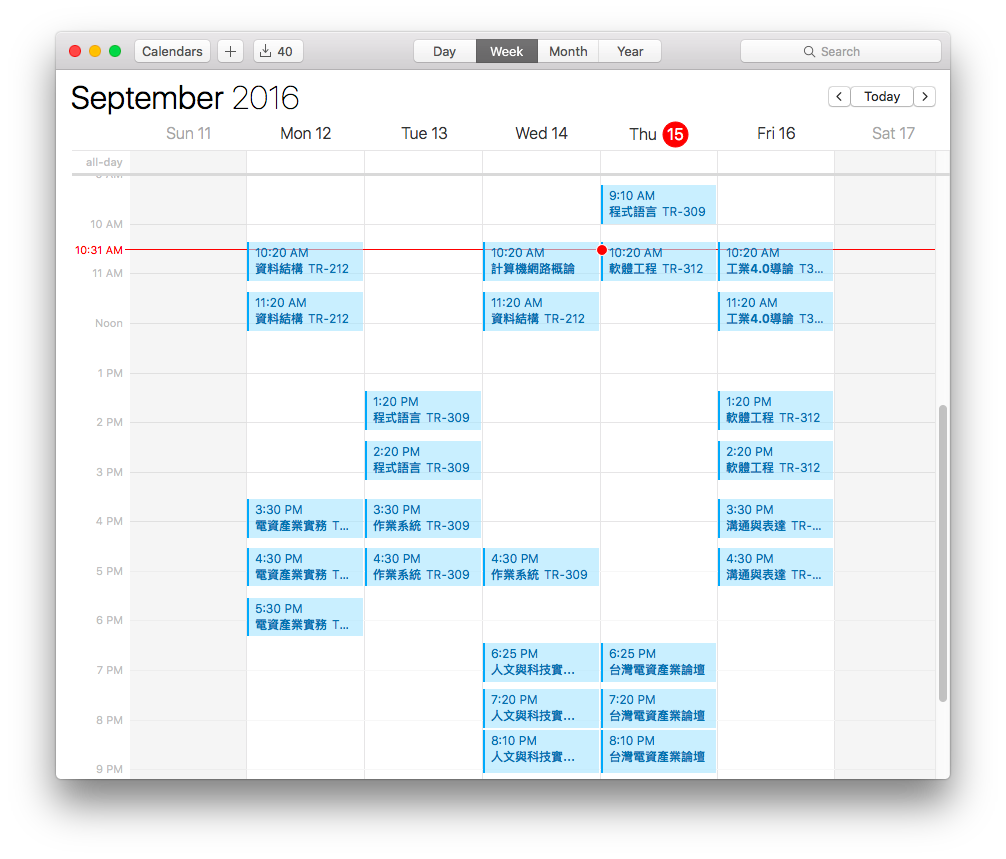 Calendars + 40 Day Week Month Year Search
September 2016
Today
Sun 11 Mon 12 Tue 13 Wed 14 Thu 15 Fri 16 Sat 17
all-day
9:10 AM
程式語言 TR-309
10 AM
10:31 AM
10:20 AM 10:20 AM 10:20 AM 10:20 AM
資料結構 TR-212 計算機網路概論 軟體工程 TR-312 工業4.0導論 T3...
11 AM
11:20 AM 11:20 AM 11:20 AM
資料結構 TR-212 資料結構 TR-212 工業4.0導論 T3...
Noon
1 PM
1:20 PM 1:20 PM
程式語言 TR-309 軟體工程 TR-312
2 PM
2:20 PM 2:20 PM
程式語言 TR-309 軟體工程 TR-312
3 PM
3:30 PM 3:30 PM 3:30 PM
電資產業實務 T... 作業系統 TR-309 溝通與表達 TR-...
4 PM
4:30 PM 4:30 PM 4:30 PM 4:30 PM
電資產業實務 T... 作業系統 TR-309 作業系統 TR-309 溝通與表達 TR-...
5 PM
5:30 PM
電資產業實務 T...
6 PM
6:25 PM 6:25 PM
人文與科技實... 台灣電資產業論壇
7 PM
7:20 PM 7:20 PM
人文與科技實... 台灣電資產業論壇
8 PM
8:10 PM 8:10 PM
人文與科技實... 台灣電資產業論壇
9 PM